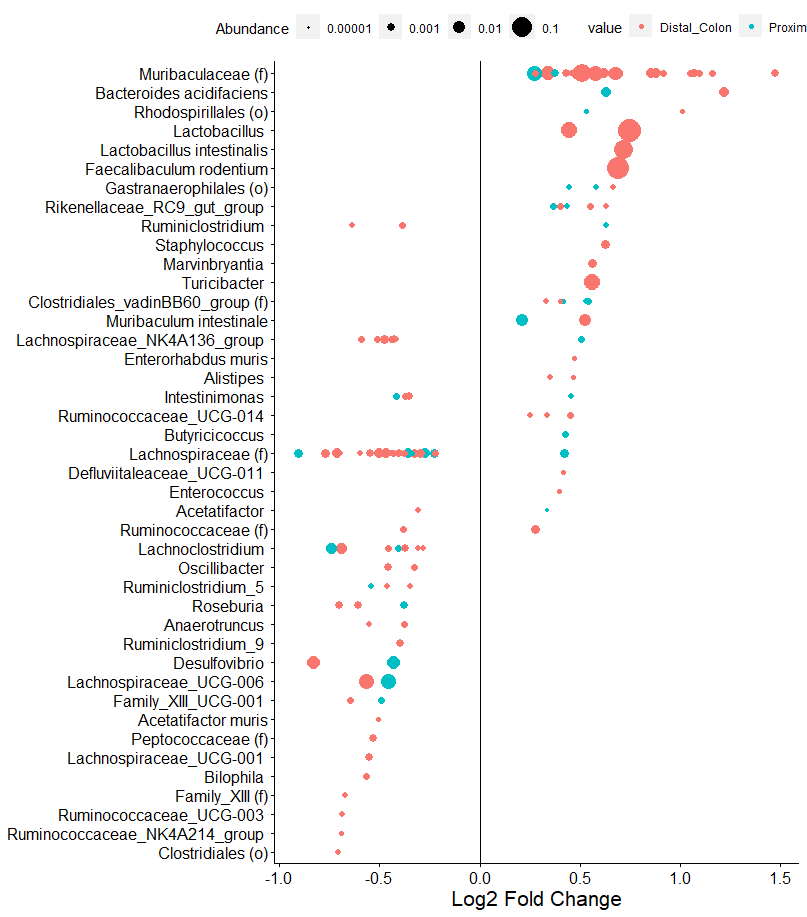 Abundance 0.00001 0.001 0.01 0.1 value Distal_Colon Proxim
Muribaculaceae (f)
Bacteroides acidifaciens
Rhodospirillales (o)
Lactobacillus
Lactobacillus intestinalis
Faecalibaculum rodentium
Gastranaerophilales (o)
Rikenellaceae_RC9_gut_group
Ruminiclostridium
Staphylococcus
Marvinbryantia
Turicibacter
Clostridiales_vadinBB60_group (f)
Muribaculum intestinale
Lachnospiraceae_NK4A136_group
Enterorhabdus muris
Alistipes
Intestinimonas
Ruminococcaceae_UCG-014
Butyricicoccus
Lachnospiraceae (f)
Defluviitaleaceae_UCG-011
Enterococcus
Acetatifactor
Ruminococcaceae (f)
Lachnoclostridium
Oscillibacter
Ruminiclostridium_5
Roseburia
Anaerotruncus
Ruminiclostridium_9
Desulfovibrio
Lachnospiraceae_UCG-006
Family_XIII_UCG-001
Acetatifactor muris
Peptococcaceae (f)
Lachnospiraceae_UCG-001
Bilophila
Family_XIII (f)
Ruminococcaceae_UCG-003
Ruminococcaceae_NK4A214_group
Clostridiales (o)
-1.0 -0.5 0.0 0.5 1.0 1.5
Log2 Fold Change